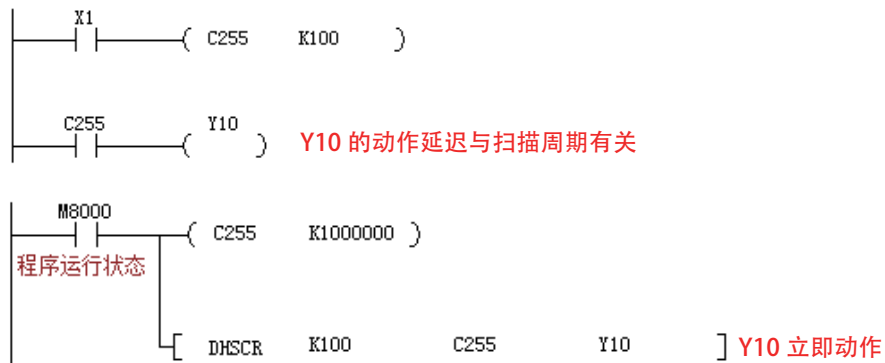 X1
C255 K100
C255 Y10 Y10 的动作延迟与扫描周期有关
M8000
C255 K1000000
程序运行状态
DHSCR K100 C255 Y10 Y10 立即动作